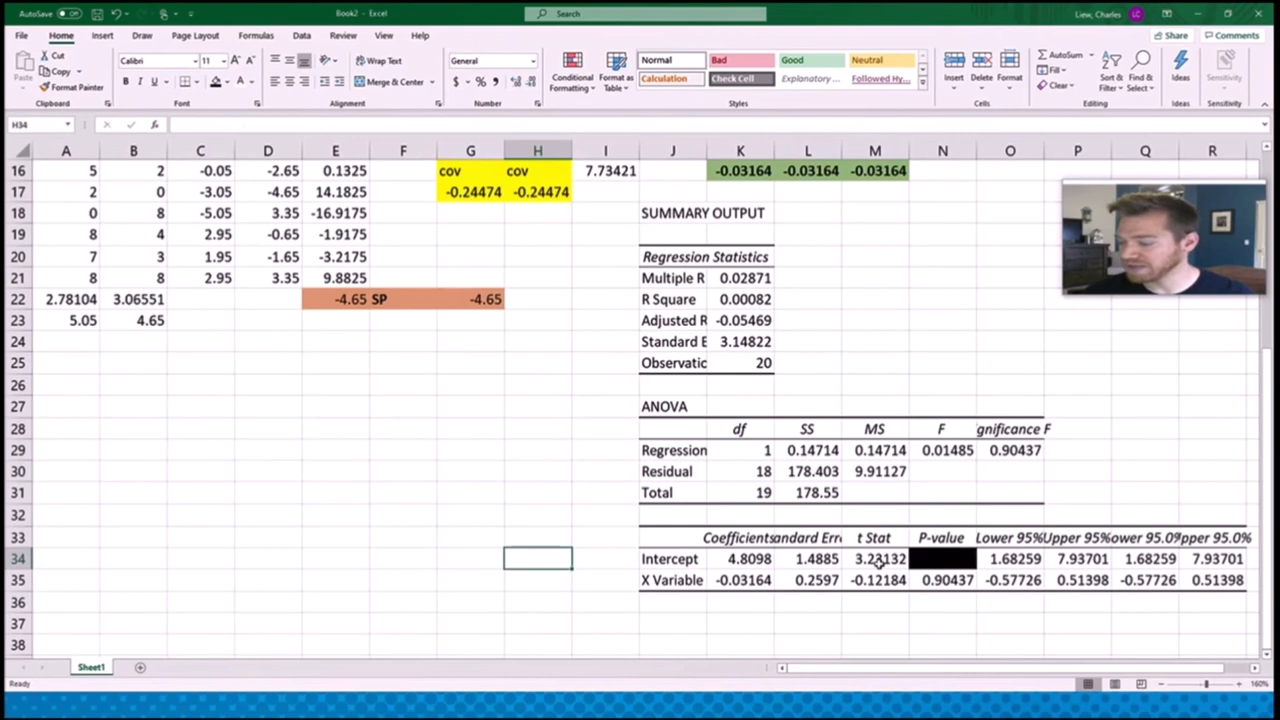 AutoSave Off Book2 - Excel Search Liew, Charles LC
File Home Insert Draw Page Layout Formulas Data Review View Help Share Comments
Cut Calibri 11 Wrap Text General Normal Bad Good Neutral AutoSum
Paste Copy Conditional Format as Insert Delete Format Fill Sort & Find & Ideas Sensitivity
Format Painter B I U Merge & Center $ % Formatting Table Calculation Check Cell Explanatory ... Followed Hy... Clear Filter Select
Clipboard Font Alignment Number Styles Cells Editing Ideas Sensitivity
H34 fx
A B C D E F G H I J K L M N O P Q R
16 5 2 -0.05 -2.65 0.1325 cov cov 7.73421 -0.03164 -0.03164 -0.03164
17 2 0 -3.05 -4.65 14.1825 -0.24474 -0.24474
18 0 8 -5.05 3.35 -16.9175 SUMMARY OUTPUT
19 8 4 2.95 -0.65 -1.9175
20 7 3 1.95 -1.65 -3.2175 Regression Statistics
21 8 8 2.95 3.35 9.8825 Multiple R 0.02871
22 2.78104 3.06551 -4.65 SP -4.65 R Square 0.00082
23 5.05 4.65 Adjusted R -0.05469
24 Standard E 3.14822
25 Observatic 20
26
27 ANOVA
28 df SS MS F gnificance F
29 Regression 1 0.14714 0.14714 0.01485 0.90437
30 Residual 18 178.403 9.91127
31 Total 19 178.55
32
33 Coefficients andard Erro t Stat P-value Lower 95% Upper 95% ower 95.0% pper 95.0%
34 Intercept 4.8098 1.4885 3.23132 1.68259 7.93701 1.68259 7.93701
35 X Variable -0.03164 0.2597 -0.12184 0.90437 -0.57726 0.51398 -0.57726 0.51398
36
37
38
Sheet1
Ready 160%